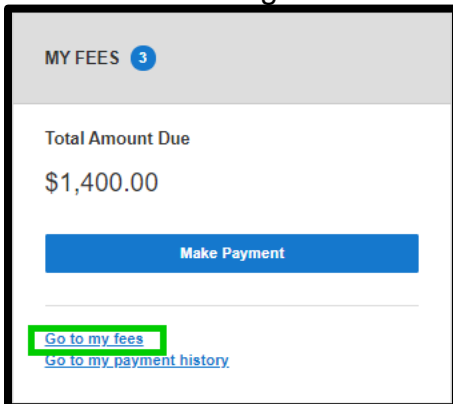 MY FEES 3
Total Amount Due
$1,400.00
Make Payment
Go to my fees
Go to my payment history